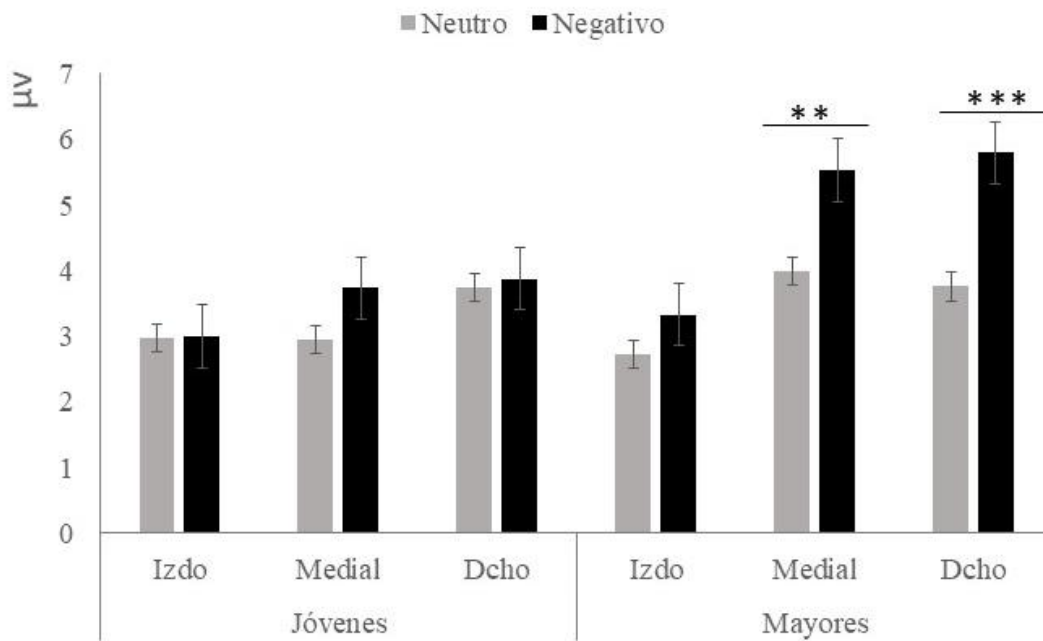 Neutro Negativo
μv
7
6
5
4
3
2
1
0
**
***
Izdo Medial Dcho Izdo Medial Dcho
Jóvenes Mayores